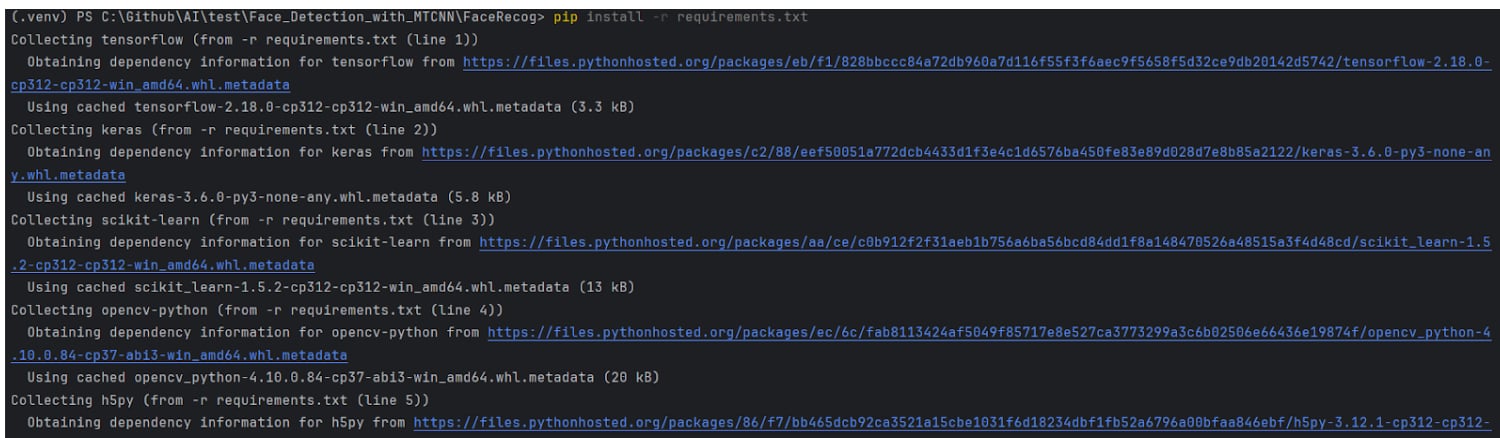 (.venv) PS C:\Github\AI\test\Face_Detection_with_MTCNN\FaceRecog> pip install -r requirements.txt
Collecting tensorflow (from -r requirements.txt (line 1))
  Obtaining dependency information for tensorflow from https://files.pythonhosted.org/packages/eb/f1/828bbccc84a72db960a7d116f55f3f6aec9f5658f5d32ce9db20142d5742/tensorflow-2.18.0-
cp312-cp312-win_amd64.whl.metadata
  Using cached tensorflow-2.18.0-cp312-cp312-win_amd64.whl.metadata (3.3 kB)
Collecting keras (from -r requirements.txt (line 2))
  Obtaining dependency information for keras from https://files.pythonhosted.org/packages/c2/88/eef50051a772dcb4433d1f3e4c1d6576ba450fe83e89d028d7e8b85a2122/keras-3.6.0-py3-none-an
y.whl.metadata
  Using cached keras-3.6.0-py3-none-any.whl.metadata (5.8 kB)
Collecting scikit-learn (from -r requirements.txt (line 3))
  Obtaining dependency information for scikit-learn from https://files.pythonhosted.org/packages/aa/ce/c0b912f2f31aeb1b756a6ba56bcd84dd1f8a148470526a48515a3f4d48cd/scikit_learn-1.5
.2-cp312-cp312-win_amd64.whl.metadata
  Using cached scikit_learn-1.5.2-cp312-cp312-win_amd64.whl.metadata (13 kB)
Collecting opencv-python (from -r requirements.txt (line 4))
  Obtaining dependency information for opencv-python from https://files.pythonhosted.org/packages/ec/6c/fab8113424af5049f85717e8e527ca3773299a3c6b02506e66436e19874f/opencv_python-4
.10.0.84-cp37-abi3-win_amd64.whl.metadata
  Using cached opencv_python-4.10.0.84-cp37-abi3-win_amd64.whl.metadata (20 kB)
Collecting h5py (from -r requirements.txt (line 5))
  Obtaining dependency information for h5py from https://files.pythonhosted.org/packages/86/f7/bb465dcb92ca3521a15cbe1031f6d18234dbf1fb52a6796a00bfaa846ebf/h5py-3.12.1-cp312-cp312-